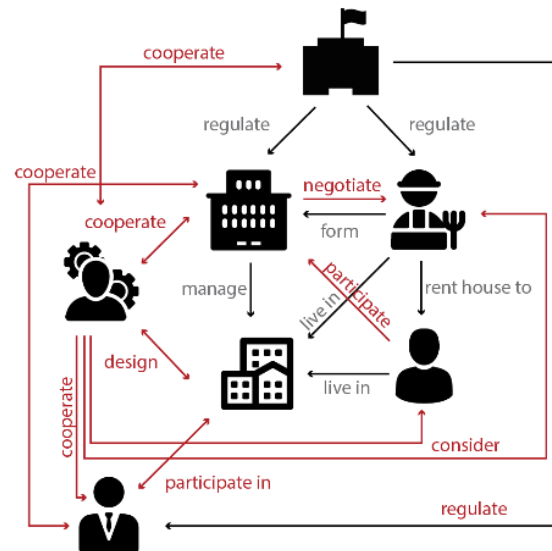 cooperate
regulate
regulate
cooperate
negotiate
cooperate
form
manage
participate
live in
rent house to
design
live in
cooperate
consider
participate in
regulate